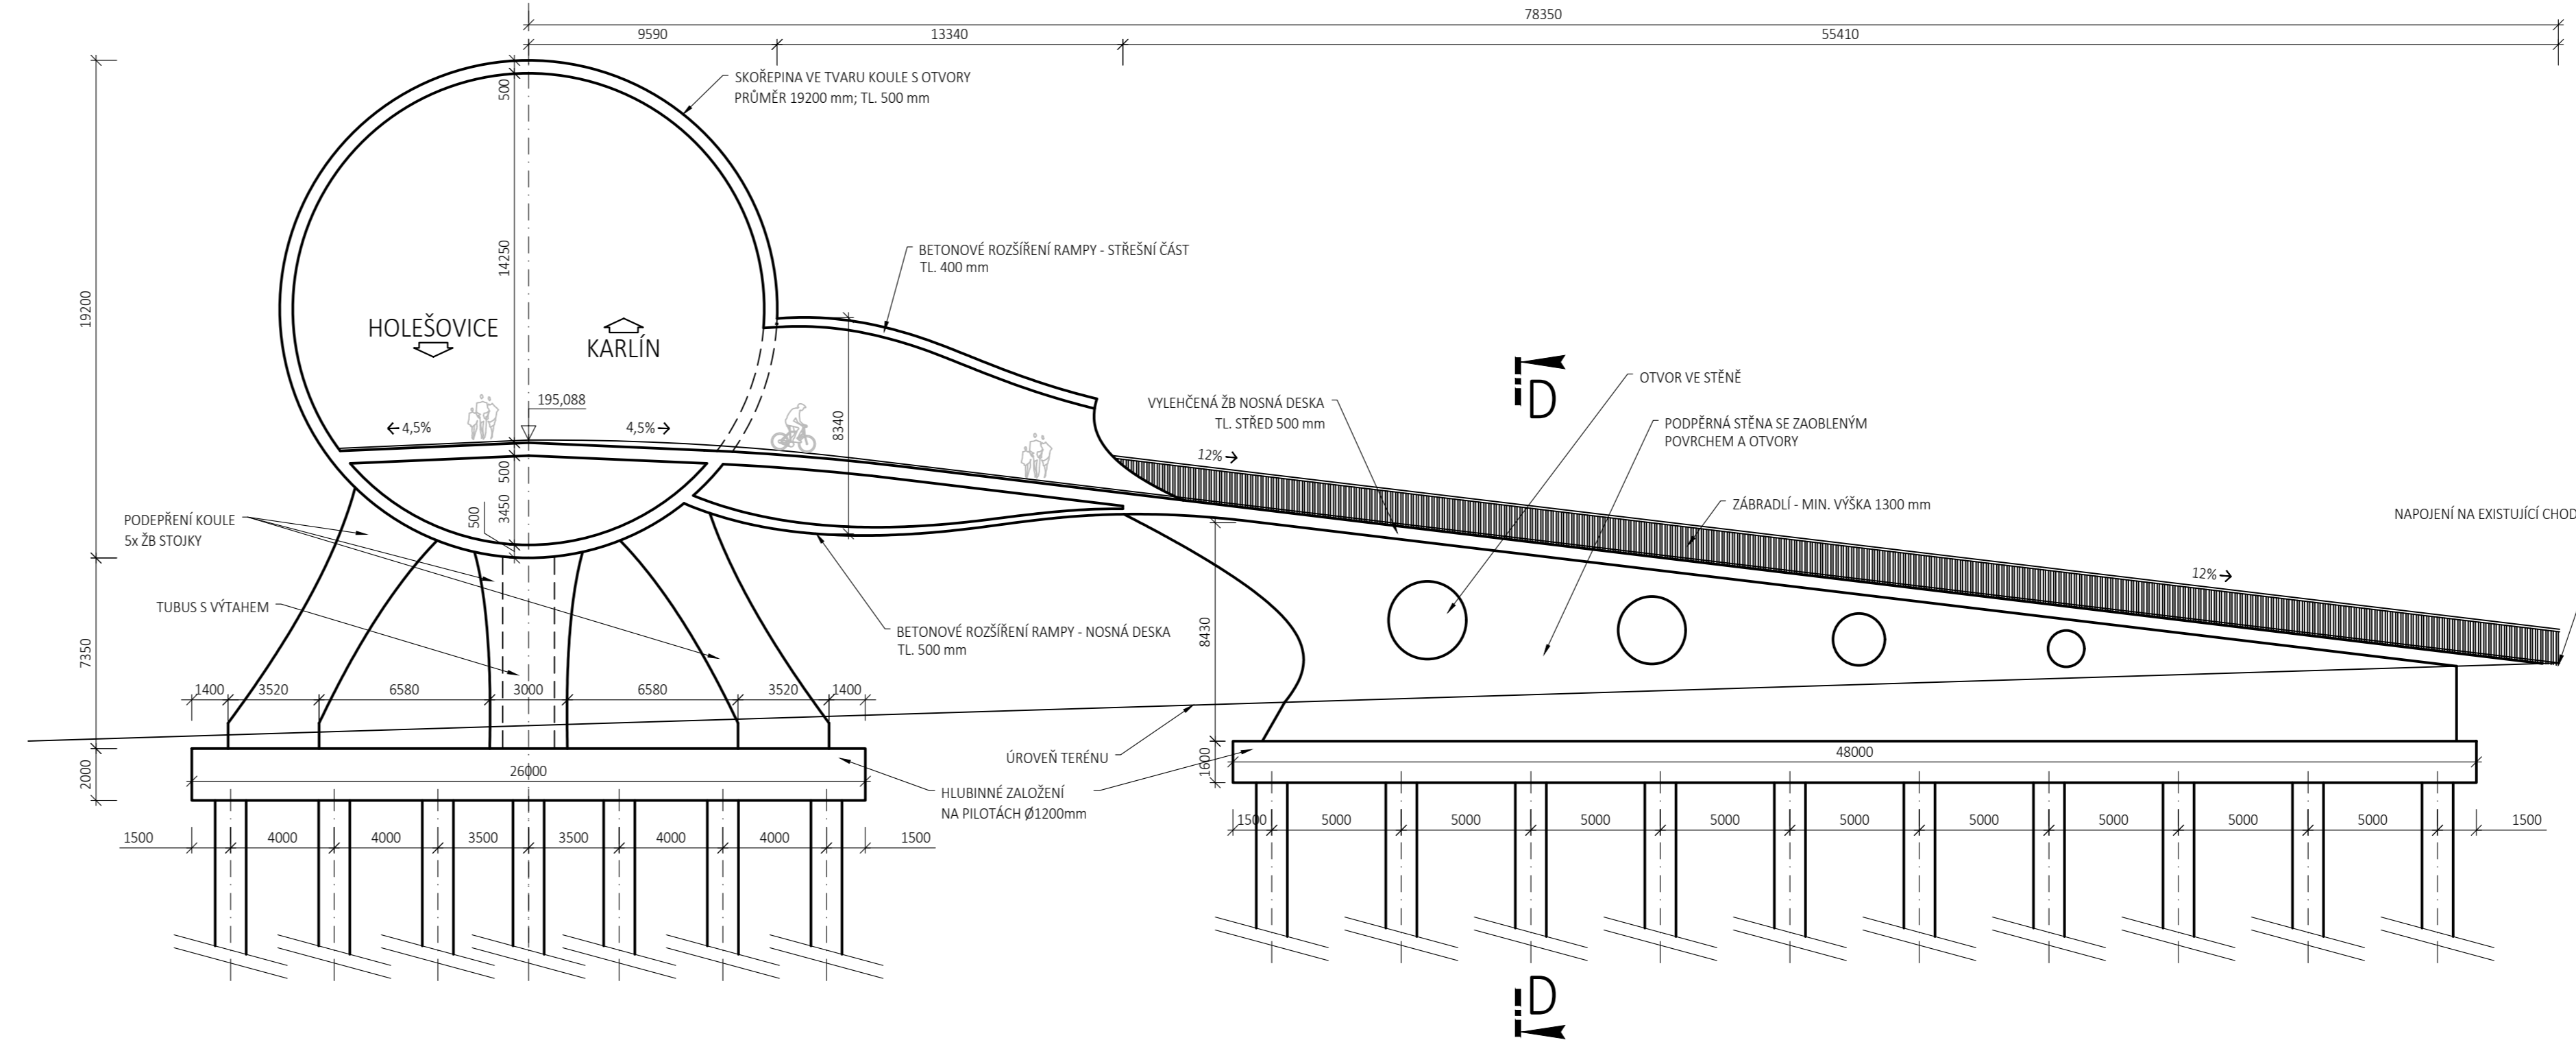 78350
9590
13340
55410
SKOŘEPINA VE TVARU KOULE S OTVORY
PRŮMĚR 19200 mm; TL. 500 mm
500
14250
19200
BETONOVÉ ROZŠÍŘENÍ RAMPY - STŘEŠNÍ ČÁST
TL. 400 mm
HOLEŠOVICE
KARLÍN
195,088
4,5%
4,5%
8340
VYLEHČENÁ ŽB NOSNÁ DESKA
TL. STŘED 500 mm
D
OTVOR VE STĚNĚ
PODPĚRNÁ STĚNA SE ZAOBLENÝM
POVRCHEM A OTVORY
12%
ZÁBRADLÍ - MIN. VÝŠKA 1300 mm
NAPOJENÍ NA EXISTUJÍCÍ CHOD
500
3450
500
PODEPŘENÍ KOULE
5x ŽB STOJKY
TUBUS S VÝTAHEM
12%
BETONOVÉ ROZŠÍŘENÍ RAMPY - NOSNÁ DESKA
TL. 500 mm
8430
7350
1400
3520
6580
3000
6580
3520
1400
ÚROVEŇ TERÉNU
1600
48000
2000
26000
HLUBINNÉ ZALOŽENÍ
NA PILOTÁCH Ø1200mm
1500
4000
4000
3500
3500
4000
4000
1500
1500
5000
5000
5000
5000
5000
5000
5000
5000
5000
1500
D